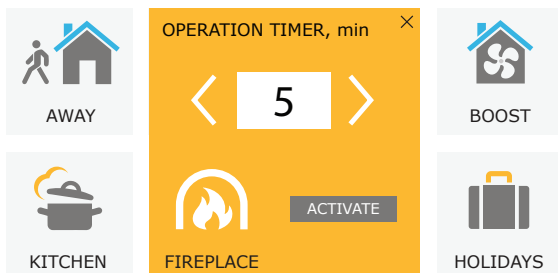 OPERATION TIMER, min
5
AWAY
BOOST
ACTIVATE
KITCHEN
FIREPLACE
HOLIDAYS